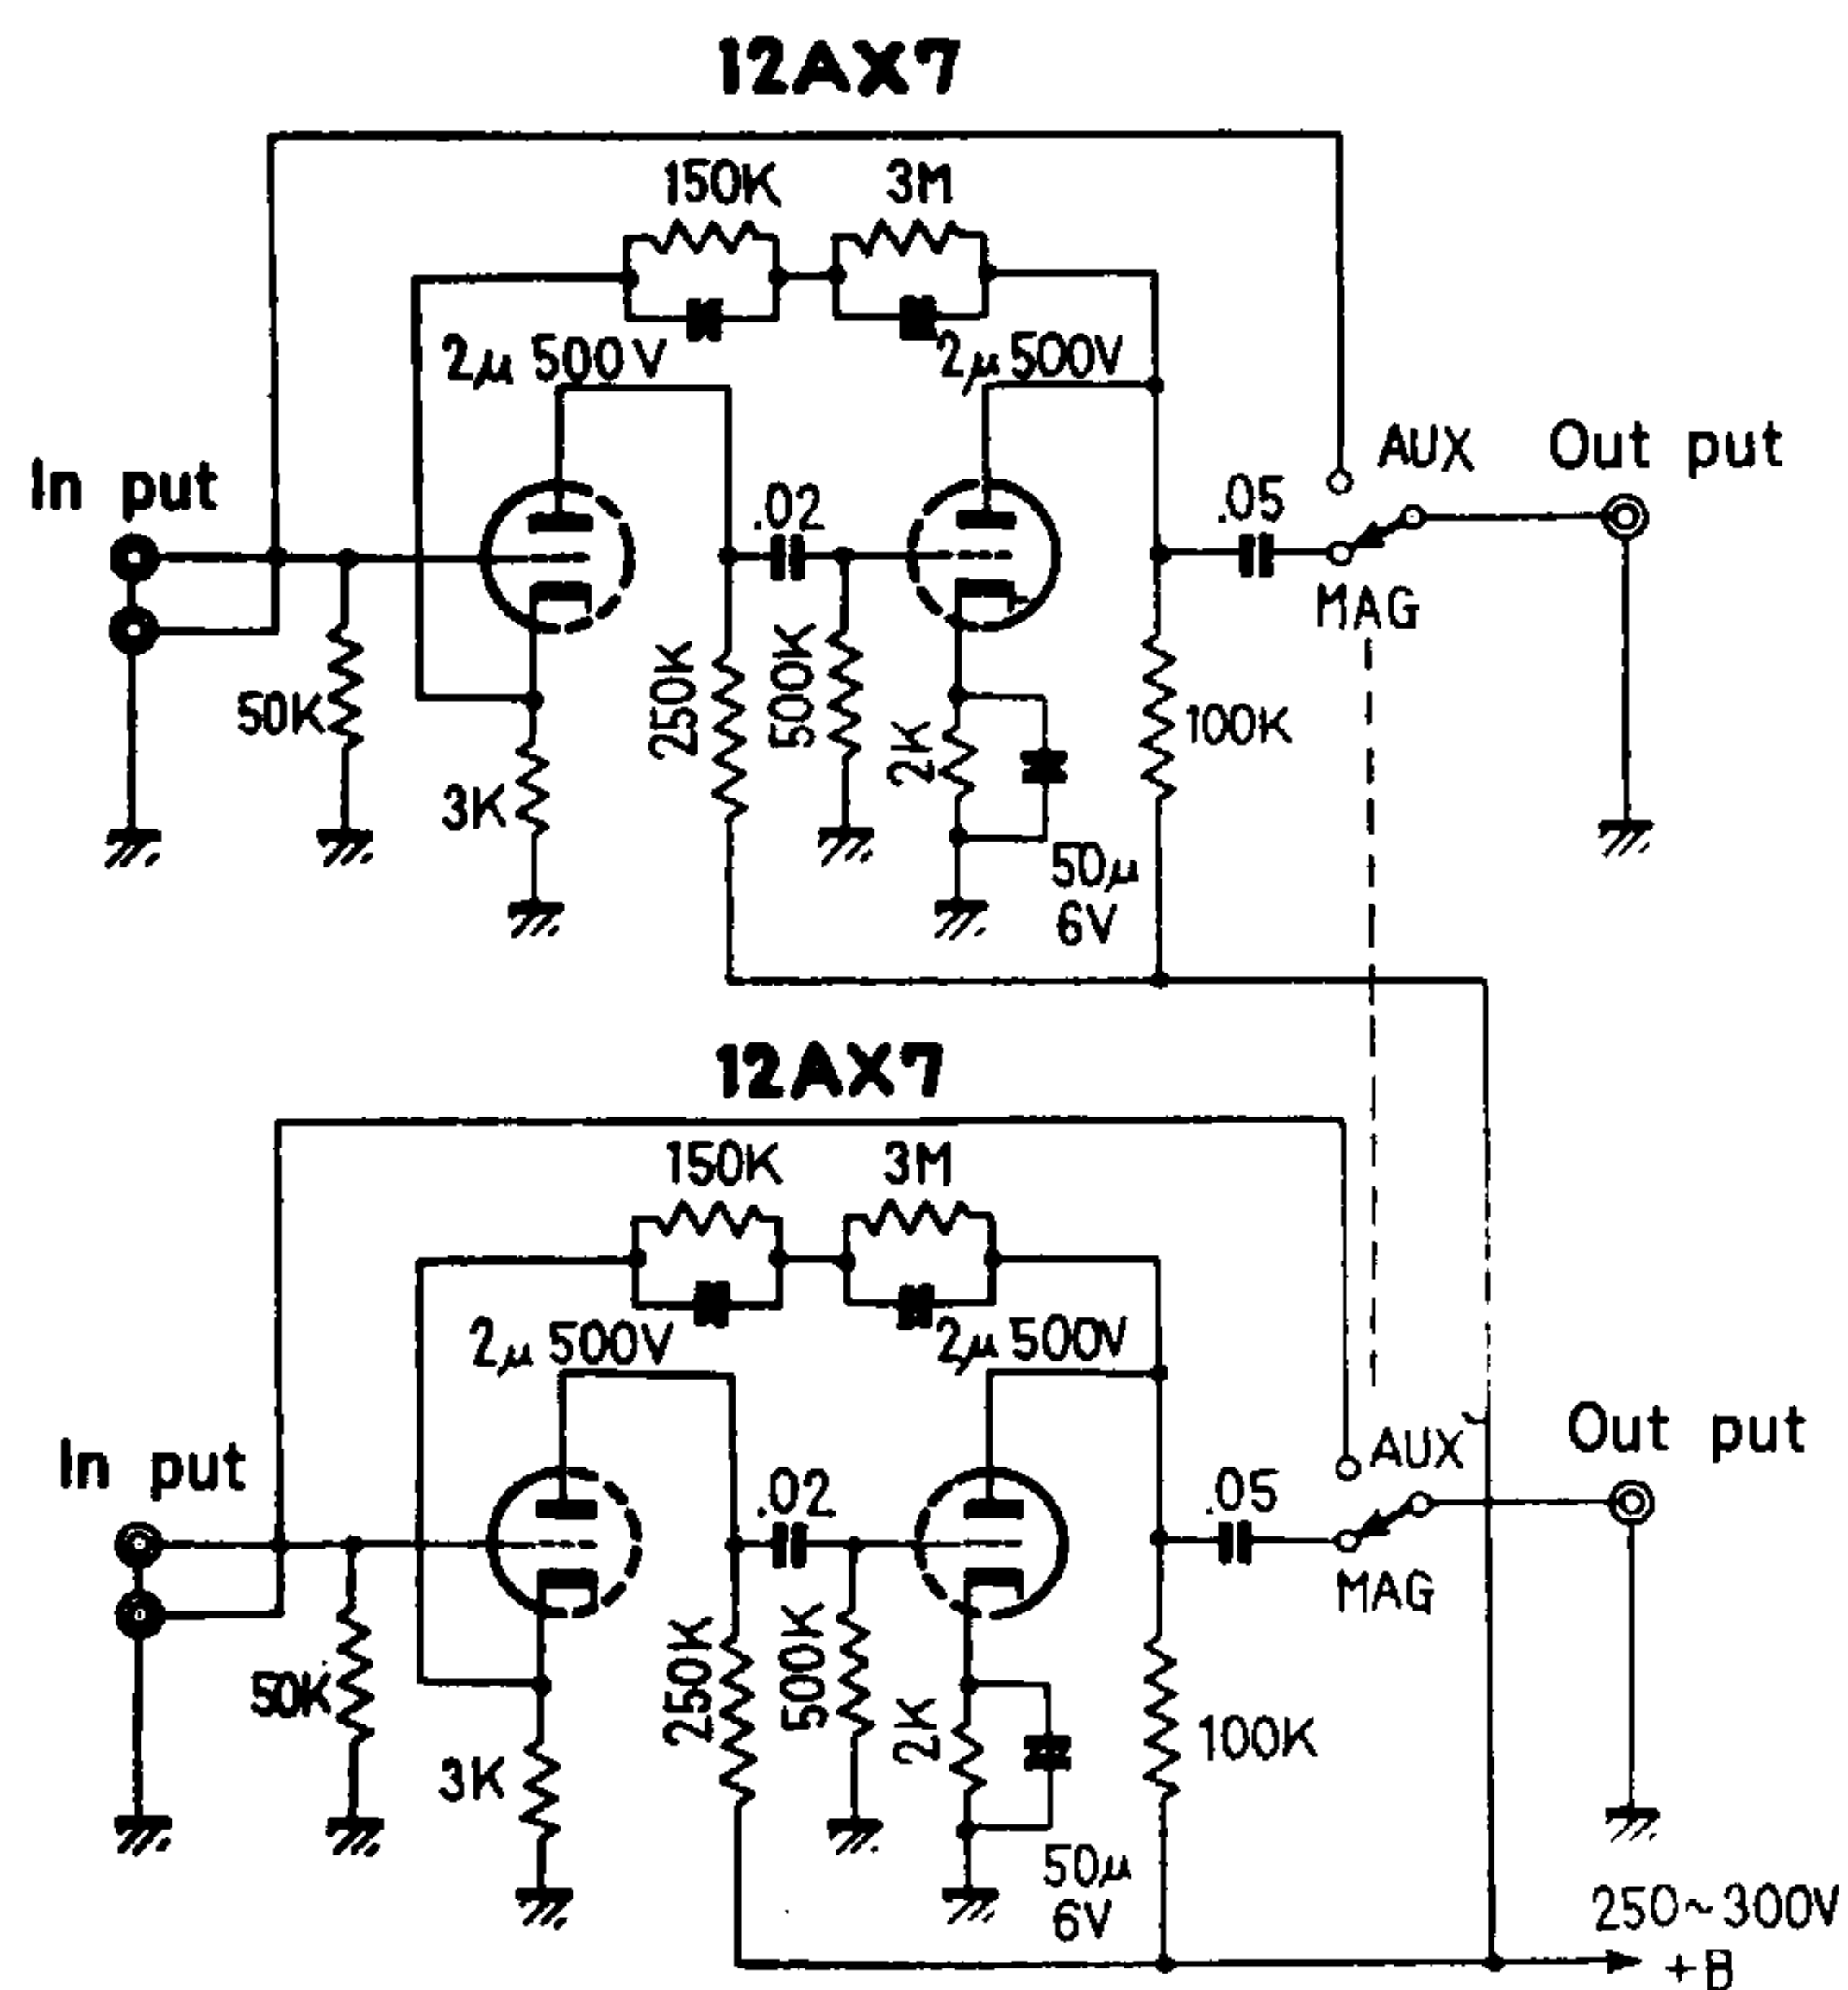 12AX7
150K
3M
2μ 500V
2μ 500V
In put
.02
.05
AUX
Out put
MAG
50K
3K
250K
500K
2K
100K
50μ
6V
12AX7
150K
3M
2μ 500V
2μ 500V
In put
.02
.05
AUX
Out put
MAG
50K
3K
250K
500K
2K
100K
50μ
6V
250~300V
+B